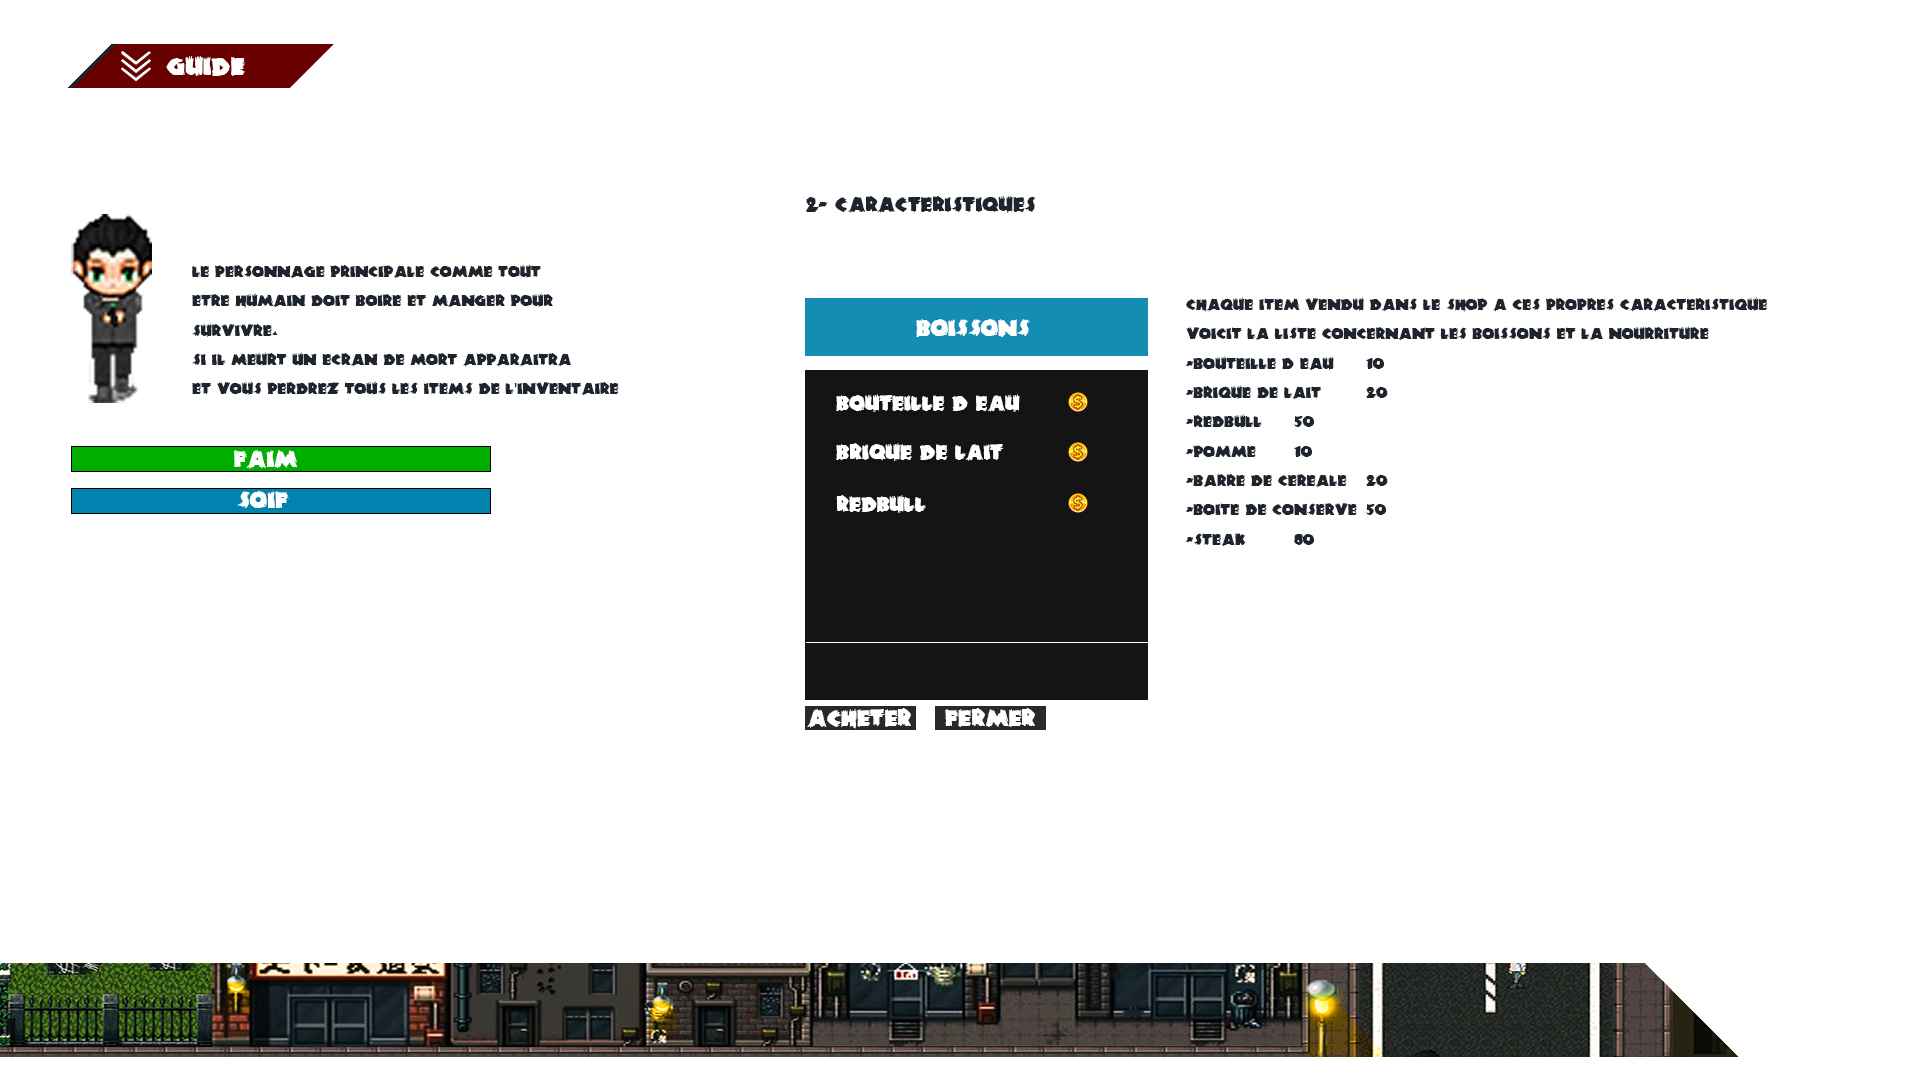 GUIDE
2- CARACTERISTIQUES
LE PERSONNAGE PRINCIPALE COMME TOUT
ETRE HUMAIN DOIT BOIRE ET MANGER POUR
SURVIVRE.
SI IL MEURT UN ECRAN DE MORT APPARAITRA
ET VOUS PERDREZ TOUS LES ITEMS DE L'INVENTAIRE
FAIM
SOIF
BOISSONS
BOUTEILLE D EAU
BRIQUE DE LAIT
REDBULL
ACHETER FERMER
CHAQUE ITEM VENDU DANS LE SHOP A CES PROPRES CARACTERISTIQUE
VOICIT LA LISTE CONCERNANT LES BOISSONS ET LA NOURRITURE
-BOUTEILLE D EAU 10
-BRIQUE DE LAIT 20
-REDBULL 50
-POMME 10
-BARRE DE CEREALE 20
-BOITE DE CONSERVE 50
-STEAK 80